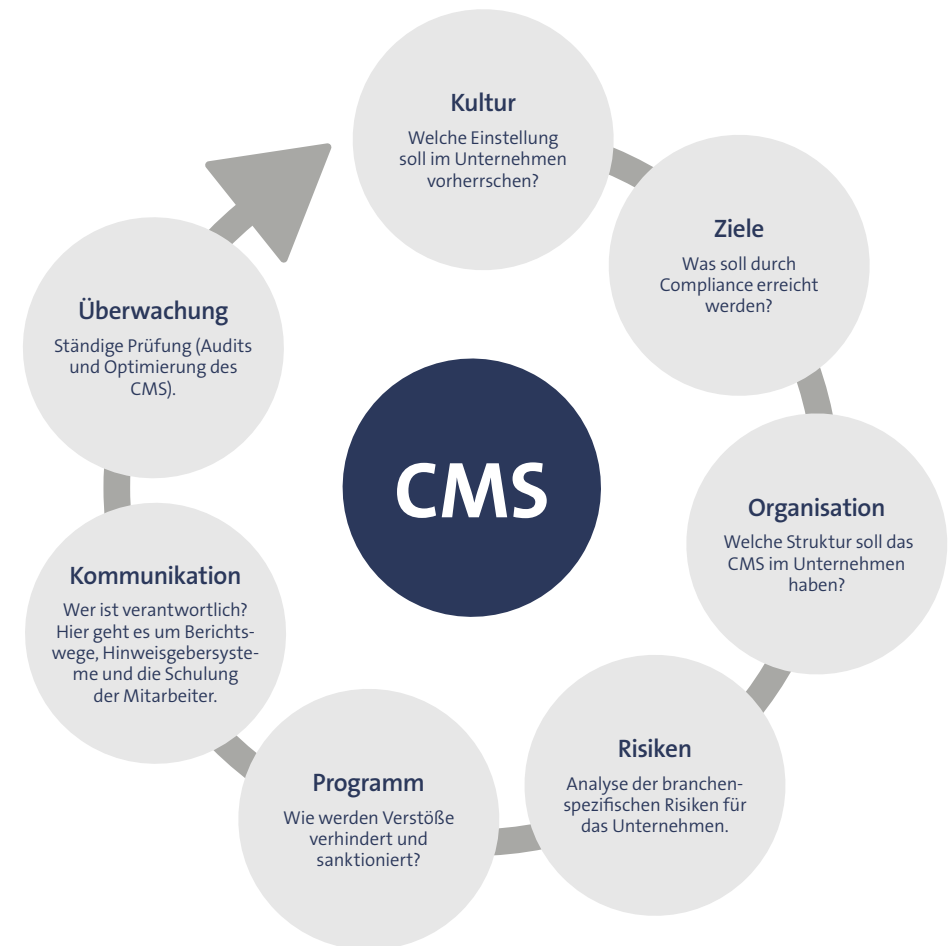 Kultur
Welche Einstellung
soll im Unternehmen
vorherrschen?
Ziele
Was soll durch
Compliance erreicht
werden?
Organisation
Welche Struktur soll das
CMS im Unternehmen
haben?
Risiken
Analyse der branchen-
spezifischen Risiken für
das Unternehmen.
Programm
Wie werden Verstöße
verhindert und
sanktioniert?
Kommunikation
Wer ist verantwortlich?
Hier geht es um Berichts-
wege, Hinweisgebersyste-
me und die Schulung
der Mitarbeiter.
Überwachung
Ständige Prüfung (Audits
und Optimierung des
CMS).
CMS